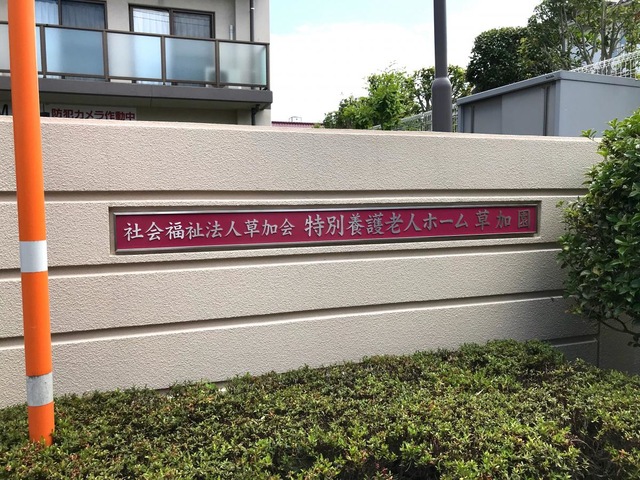 防犯カメラ作動中
社会福祉法人草加会 特別養護老人ホーム 草加園